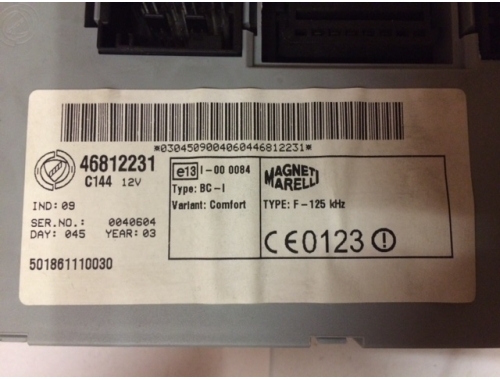 *0304509004060446812231*
46812231
C144 12V
IND: 09
SER.NO.: 0040604
DAY: 045 YEAR: 03
501861110030
e13 I-00 0084
Type: BC-I
Variant: Comfort
MAGNETI
MARELLI
TYPE: F-125 kHz
CE0123